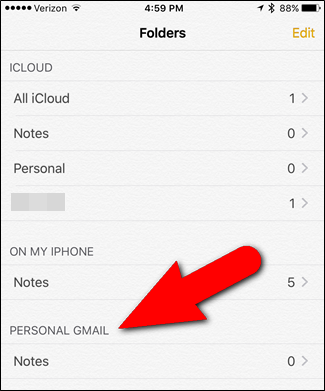 Verizon 4:59 PM 88%
Folders Edit
ICLOUD
All iCloud 1
Notes 0
Personal 0
1
ON MY IPHONE
Notes 5
PERSONAL GMAIL
Notes 0